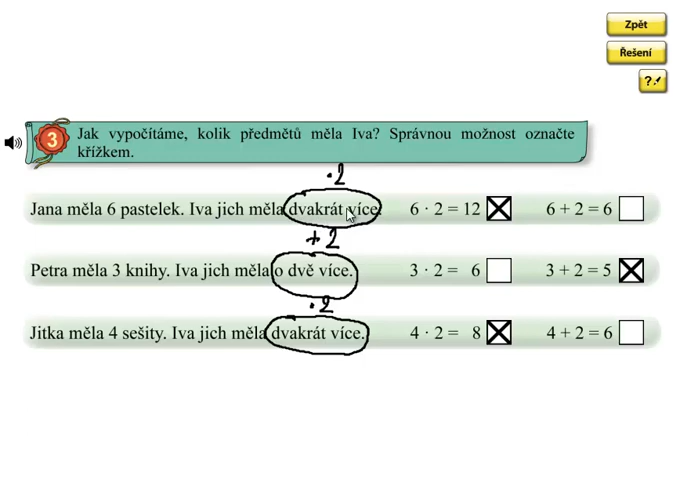 Zpět
Řešení
?
3
Jak vypočítáme, kolik předmětů měla Iva? Správnou možnost označte
křížkem.
·2
Jana měla 6 pastelek. Iva jich měla dvakrát více. 6 · 2 = 12 6 + 2 = 6
+2
Petra měla 3 knihy. Iva jich měla o dvě více. 3 · 2 = 6 3 + 2 = 5
·2
Jitka měla 4 sešity. Iva jich měla dvakrát více. 4 · 2 = 8 4 + 2 = 6